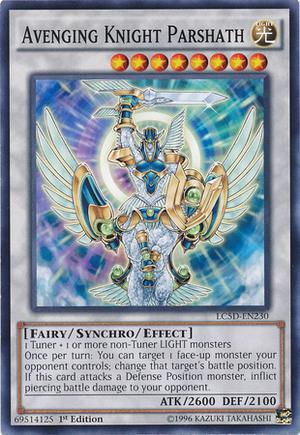 AVENGING KNIGHT PARSHATH
LIGHT
光
LC5D-EN230
[FAIRY/SYNCHRO/EFFECT]
1 Tuner + 1 or more non-Tuner LIGHT monsters
Once per turn: You can target 1 face-up monster your
opponent controls; change that target's battle position.
If this card attacks a Defense Position monster, inflict
piercing battle damage to your opponent.
ATK/2600 DEF/2100
69514125 1st Edition ©1996 KAZUKI TAKAHASHI